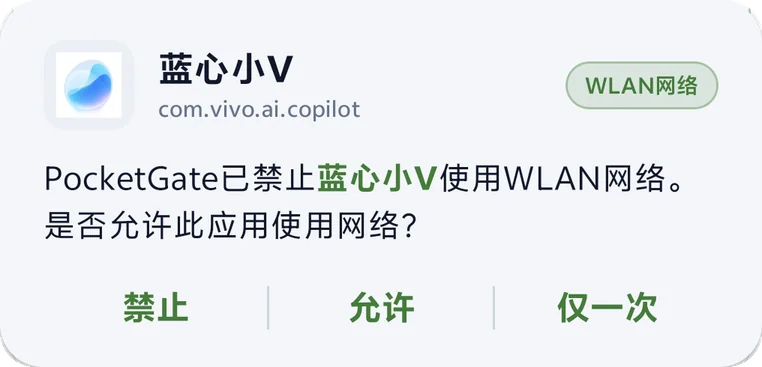 蓝心小V
com.vivo.ai.copilot
WLAN网络
PocketGate已禁止蓝心小V使用WLAN网络。
是否允许此应用使用网络？
禁止
允许
仅一次